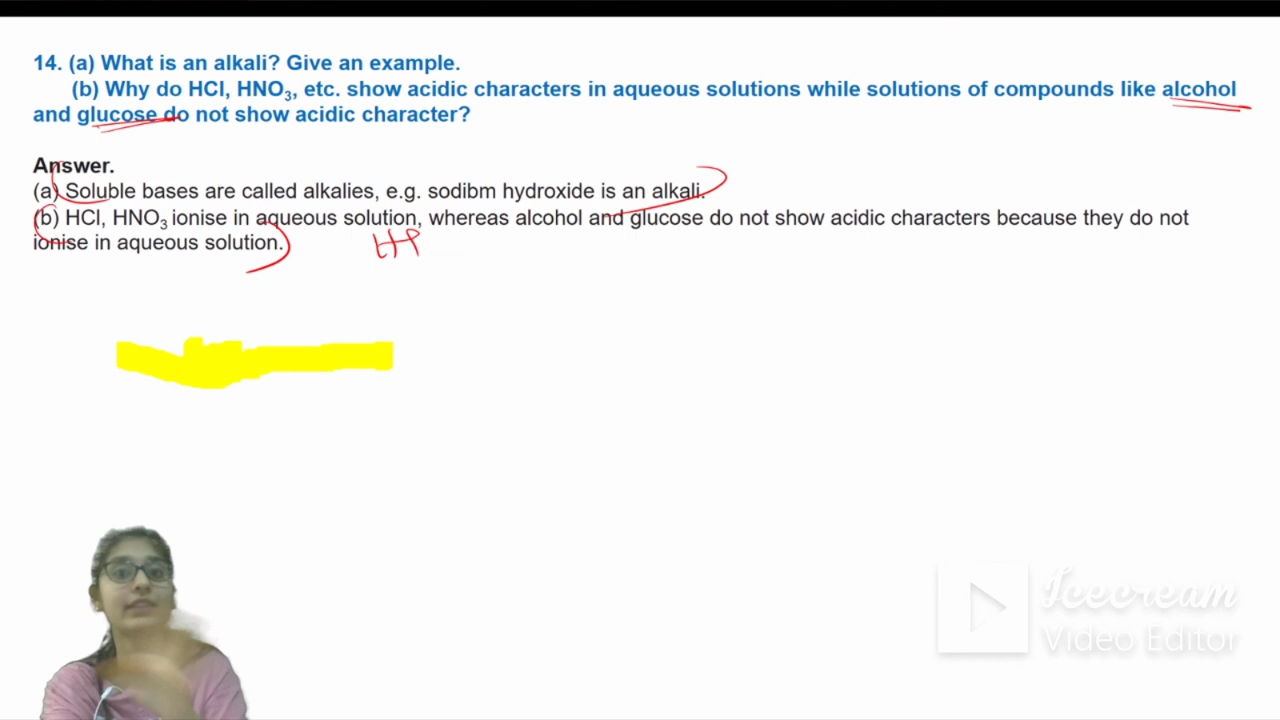 14. (a) What is an alkali? Give an example.
(b) Why do HCl, HNO₃, etc. show acidic characters in aqueous solutions while solutions of compounds like alcohol
and glucose do not show acidic character?
Answer.
(a) Soluble bases are called alkalies, e.g. sodibm hydroxide is an alkali.
(b) HCl, HNO₃ ionise in aqueous solution, whereas alcohol and glucose do not show acidic characters because they do not
ionise in aqueous solution.
Icecream
Video Editor